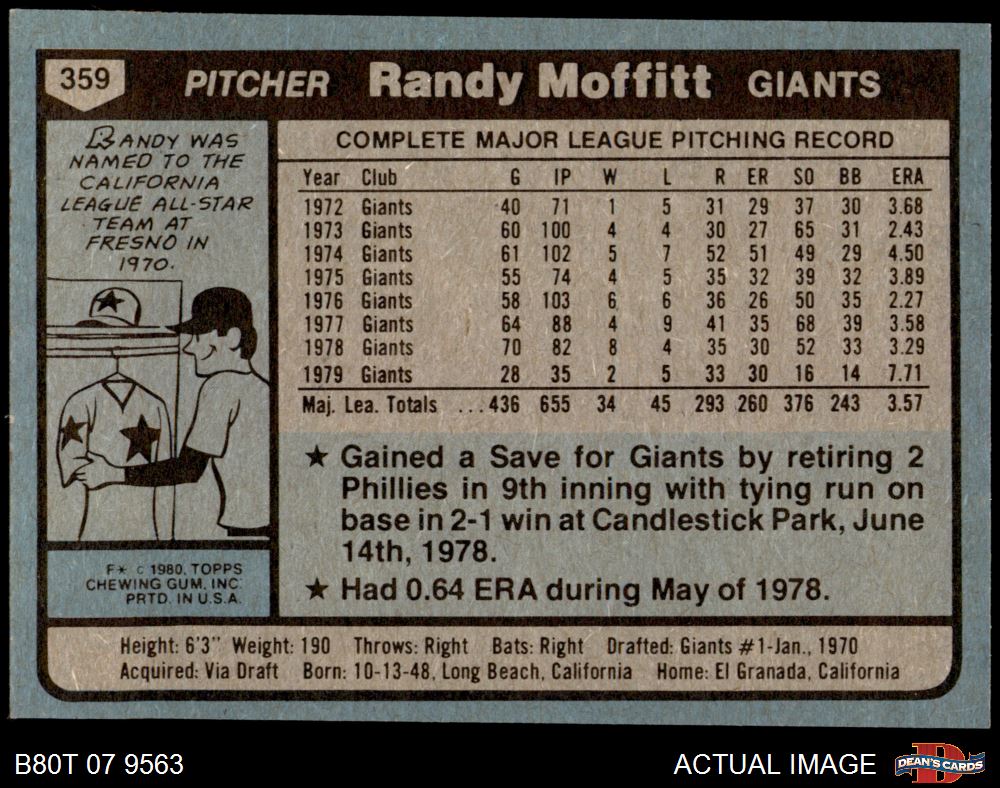 359 PITCHER Randy Moffitt GIANTS
RANDY WAS
NAMED TO THE
CALIFORNIA
LEAGUE ALL-STAR
TEAM AT
FRESNO IN
1970.
COMPLETE MAJOR LEAGUE PITCHING RECORD
Year Club G IP W L R ER SO BB ERA
1972 Giants 40 71 1 5 31 29 37 30 3.68
1973 Giants 60 100 4 4 30 27 65 31 2.43
1974 Giants 61 102 5 7 52 51 49 29 4.50
1975 Giants 55 74 4 5 35 32 39 32 3.89
1976 Giants 58 103 6 6 36 26 50 35 2.27
1977 Giants 64 88 4 9 41 35 68 39 3.58
1978 Giants 70 82 8 4 35 30 52 33 3.29
1979 Giants 28 35 2 5 33 30 16 14 7.71
Maj. Lea. Totals ...436 655 34 45 293 260 376 243 3.57
★ Gained a Save for Giants by retiring 2
Phillies in 9th inning with tying run on
base in 2-1 win at Candlestick Park, June
14th, 1978.
★ Had 0.64 ERA during May of 1978.
F* © 1980, TOPPS
CHEWING GUM, INC.
PRTD. IN U.S.A.
Height: 6'3" Weight: 190 Throws: Right Bats: Right Drafted: Giants #1-Jan., 1970
Acquired: Via Draft Born: 10-13-48, Long Beach, California Home: El Granada, California
B80T 07 9563 ACTUAL IMAGE DEAN'S CARDS